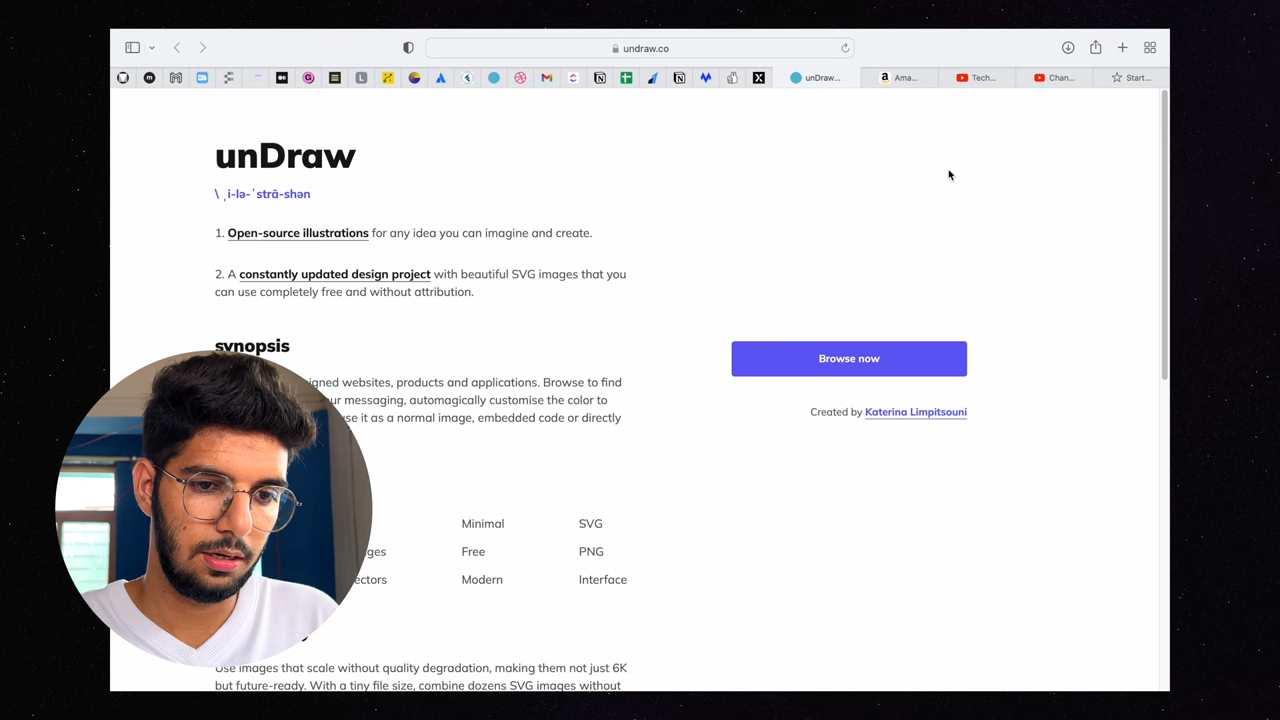 undraw.co
unDraw...
Ama...
Tech...
Chan...
Start...
unDraw
\ ˌi-lə-ˈstrā-shən
1. Open-source illustrations for any idea you can imagine and create.
2. A constantly updated design project with beautiful SVG images that you
can use completely free and without attribution.
synopsis
igned websites, products and applications. Browse to find
ur messaging, automagically customise the color to
use it as a normal image, embedded code or directly
Browse now
Created by Katerina Limpitsouni
Minimal SVG
ges Free PNG
ectors Modern Interface
Use images that scale without quality degradation, making them not just 6K
but future-ready. With a tiny file size, combine dozens SVG images without